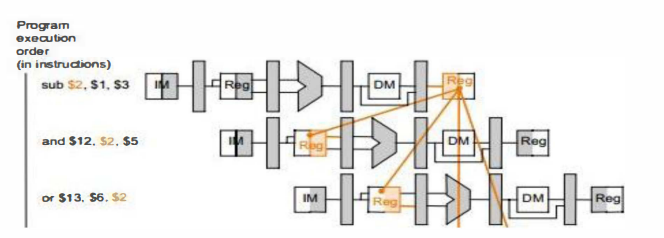 Program
execution
order
(in instructions)
sub $2, $1, $3
IM
Reg
DM
Reg
and $12, $2, $5
IM
Reg
DM
Reg
or $13, $6, $2
IM
Reg
DM
Reg